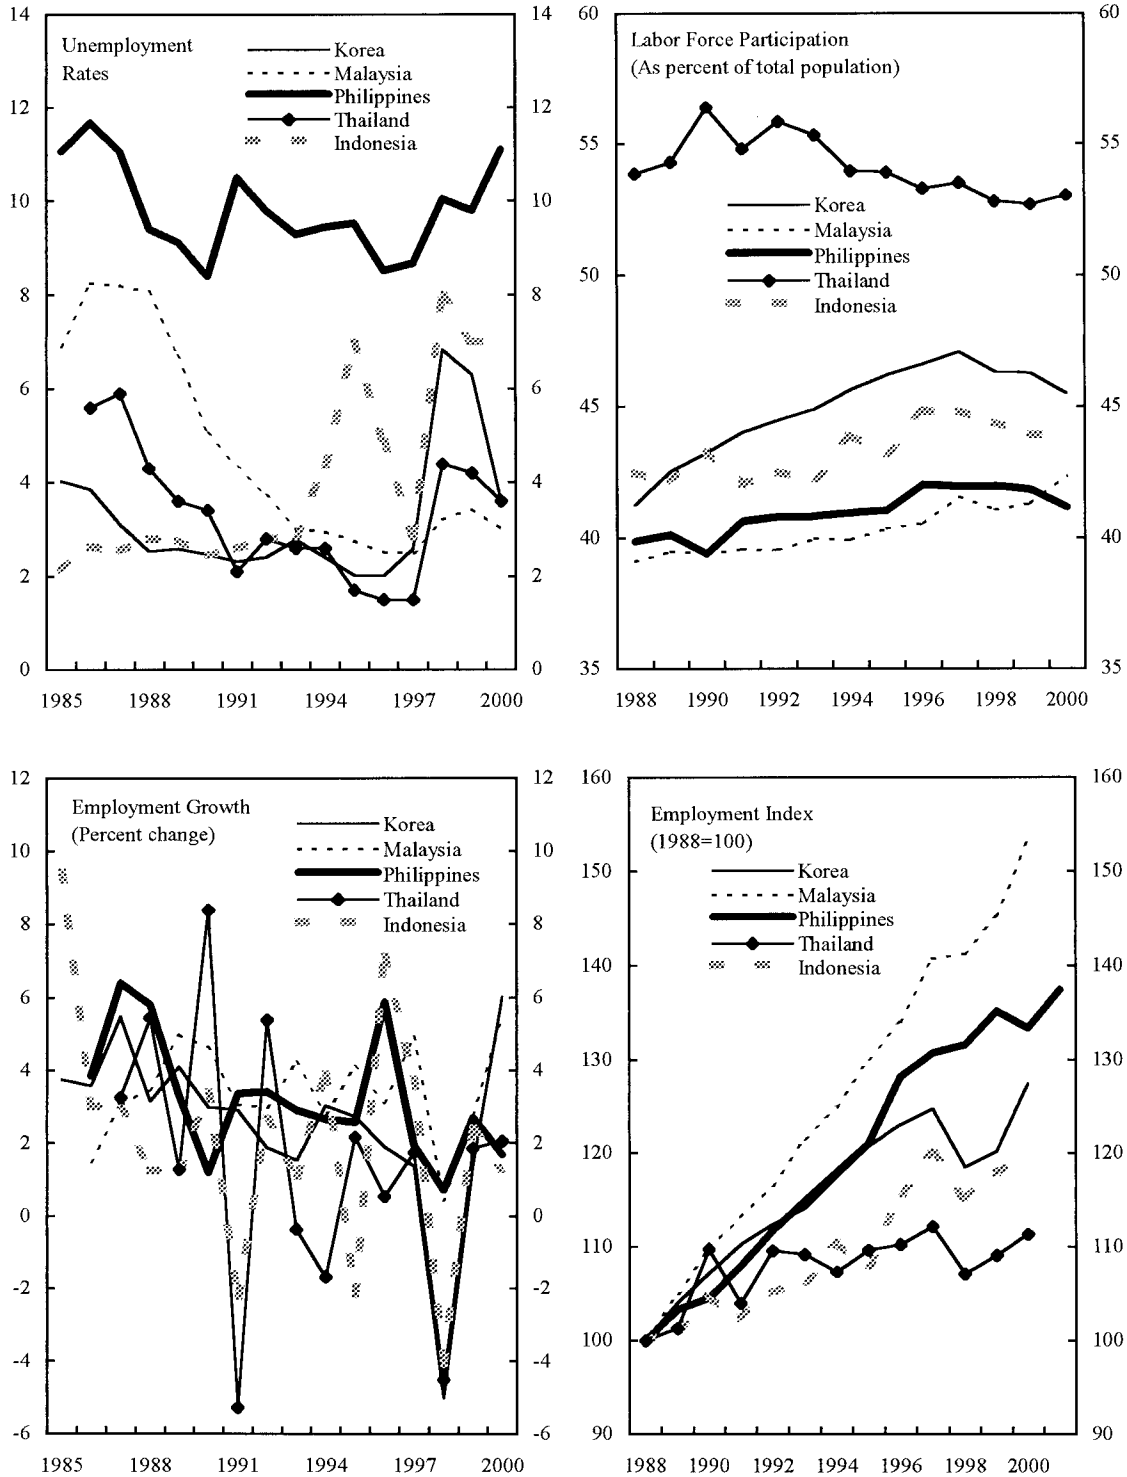 Unemployment
Rates
Korea
Malaysia
Philippines
Thailand
Indonesia
14
12
10
8
6
4
2
0
14
12
10
8
6
4
2
0
1985 1988 1991 1994 1997 2000
Labor Force Participation
(As percent of total population)
Korea
Malaysia
Philippines
Thailand
Indonesia
60
55
50
45
40
35
60
55
50
45
40
35
1988 1990 1992 1994 1996 1998 2000
Employment Growth
(Percent change)
Korea
Malaysia
Philippines
Thailand
Indonesia
12
10
8
6
4
2
0
-2
-4
-6
12
10
8
6
4
2
0
-2
-4
-6
1985 1988 1991 1994 1997 2000
Employment Index
(1988=100)
Korea
Malaysia
Philippines
Thailand
Indonesia
160
150
140
130
120
110
100
90
160
150
140
130
120
110
100
90
1988 1990 1992 1994 1996 1998 2000